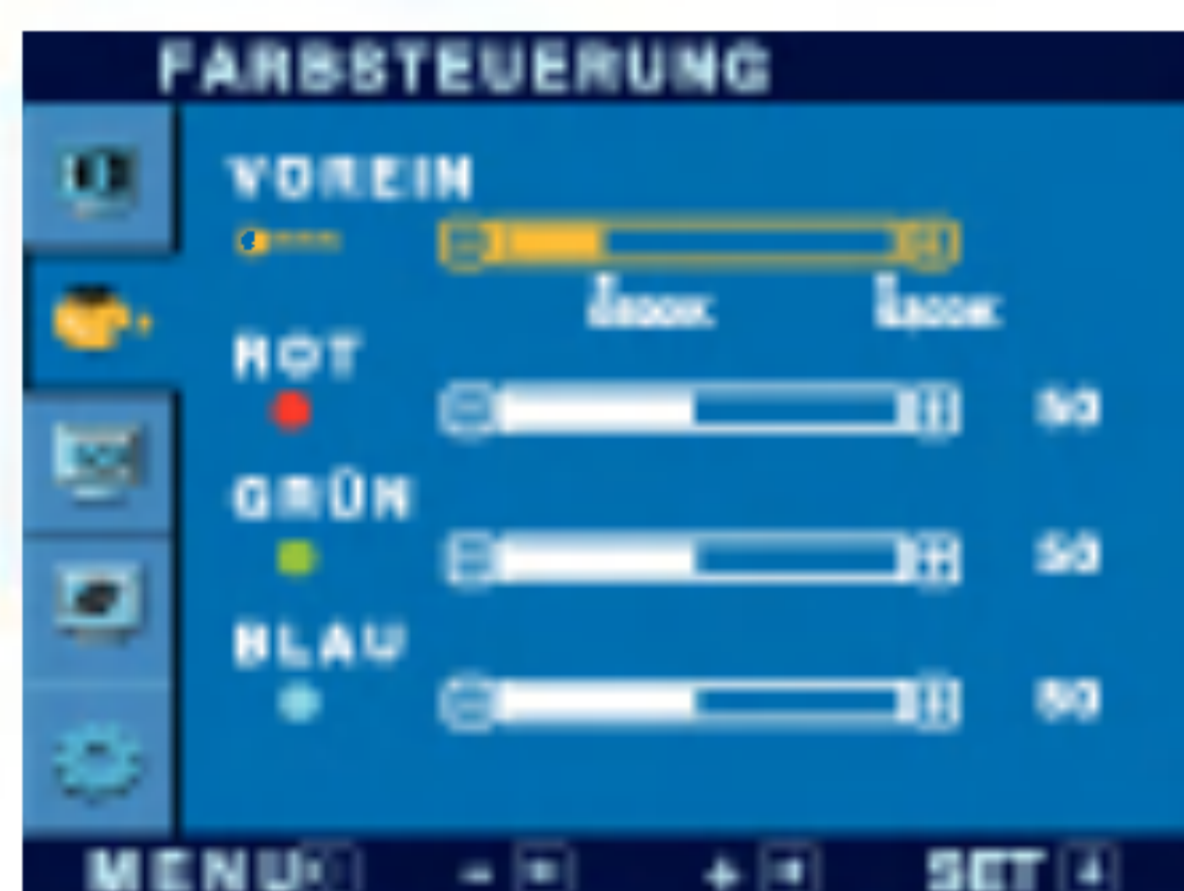 FARBSTEUERUNG
VOREIN
ROT
50
GRÜN
50
BLAU
50
MENU - + SET